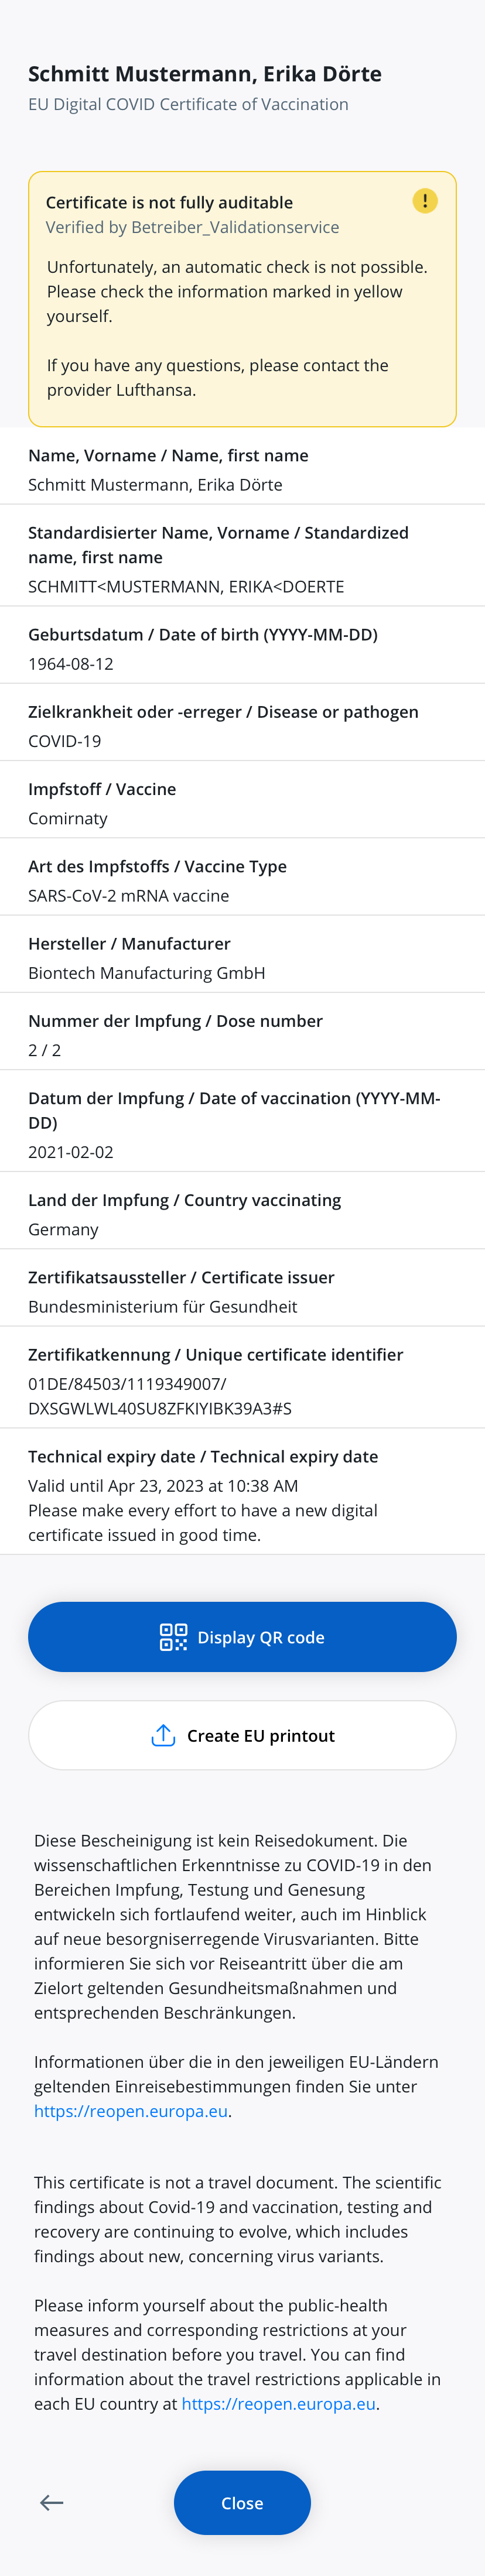 Schmitt Mustermann, Erika Dörte
EU Digital COVID Certificate of Vaccination
Certificate is not fully auditable
!
Verified by Betreiber_Validationservice
Unfortunately, an automatic check is not possible.
Please check the information marked in yellow
yourself.
If you have any questions, please contact the
provider Lufthansa.
Name, Vorname / Name, first name
Schmitt Mustermann, Erika Dörte
Standardisierter Name, Vorname / Standardized
name, first name
SCHMITT<MUSTERMANN, ERIKA<DOERTE
Geburtsdatum / Date of birth (YYYY-MM-DD)
1964-08-12
Zielkrankheit oder -erreger / Disease or pathogen
COVID-19
Impfstoff / Vaccine
Comirnaty
Art des Impfstoffs / Vaccine Type
SARS-CoV-2 mRNA vaccine
Hersteller / Manufacturer
Biontech Manufacturing GmbH
Nummer der Impfung / Dose number
2 / 2
Datum der Impfung / Date of vaccination (YYYY-MM-
DD)
2021-02-02
Land der Impfung / Country vaccinating
Germany
Zertifikatsaussteller / Certificate issuer
Bundesministerium für Gesundheit
Zertifikatkennung / Unique certificate identifier
01DE/84503/1119349007/
DXSGWLWL40SU8ZFKIYIBK39A3#S
Technical expiry date / Technical expiry date
Valid until Apr 23, 2023 at 10:38 AM
Please make every effort to have a new digital
certificate issued in good time.
Display QR code
Create EU printout
Diese Bescheinigung ist kein Reisedokument. Die
wissenschaftlichen Erkenntnisse zu COVID-19 in den
Bereichen Impfung, Testung und Genesung
entwickeln sich fortlaufend weiter, auch im Hinblick
auf neue besorgniserregende Virusvarianten. Bitte
informieren Sie sich vor Reiseantritt über die am
Zielort geltenden Gesundheitsmaßnahmen und
entsprechenden Beschränkungen.
Informationen über die in den jeweiligen EU-Ländern
geltenden Einreisebestimmungen finden Sie unter
https://reopen.europa.eu.
This certificate is not a travel document. The scientific
findings about Covid-19 and vaccination, testing and
recovery are continuing to evolve, which includes
findings about new, concerning virus variants.
Please inform yourself about the public-health
measures and corresponding restrictions at your
travel destination before you travel. You can find
information about the travel restrictions applicable in
each EU country at https://reopen.europa.eu.
Close